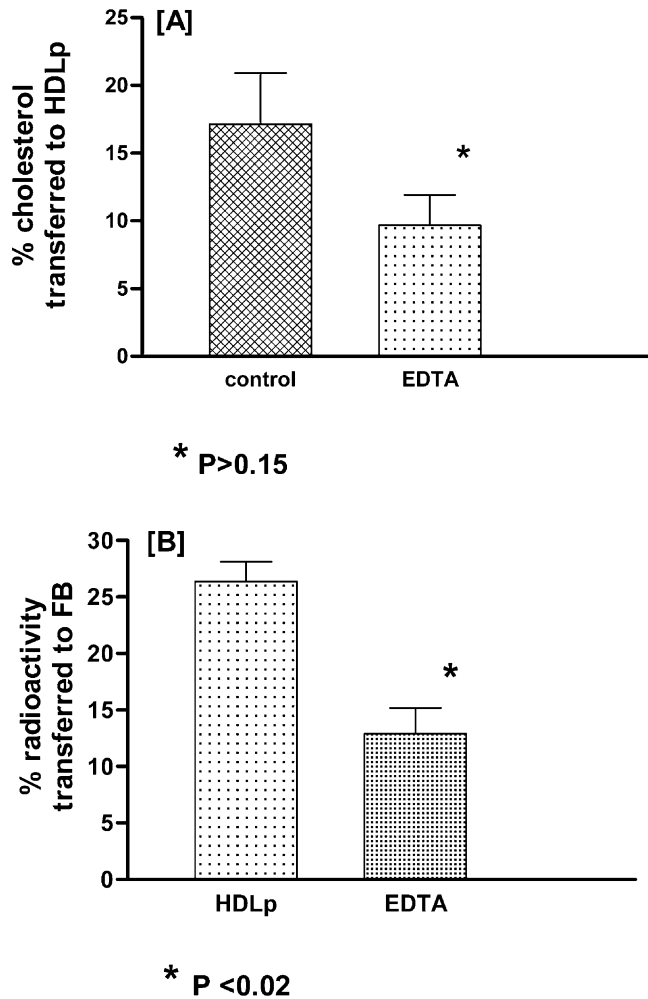 [A]
% cholesterol
transferred to HDLp
25
20
15
10
5
0
*
control EDTA
* P>0.15
[B]
% radioactivity
transferred to FB
30
25
20
15
10
5
0
*
HDLp EDTA
* P <0.02